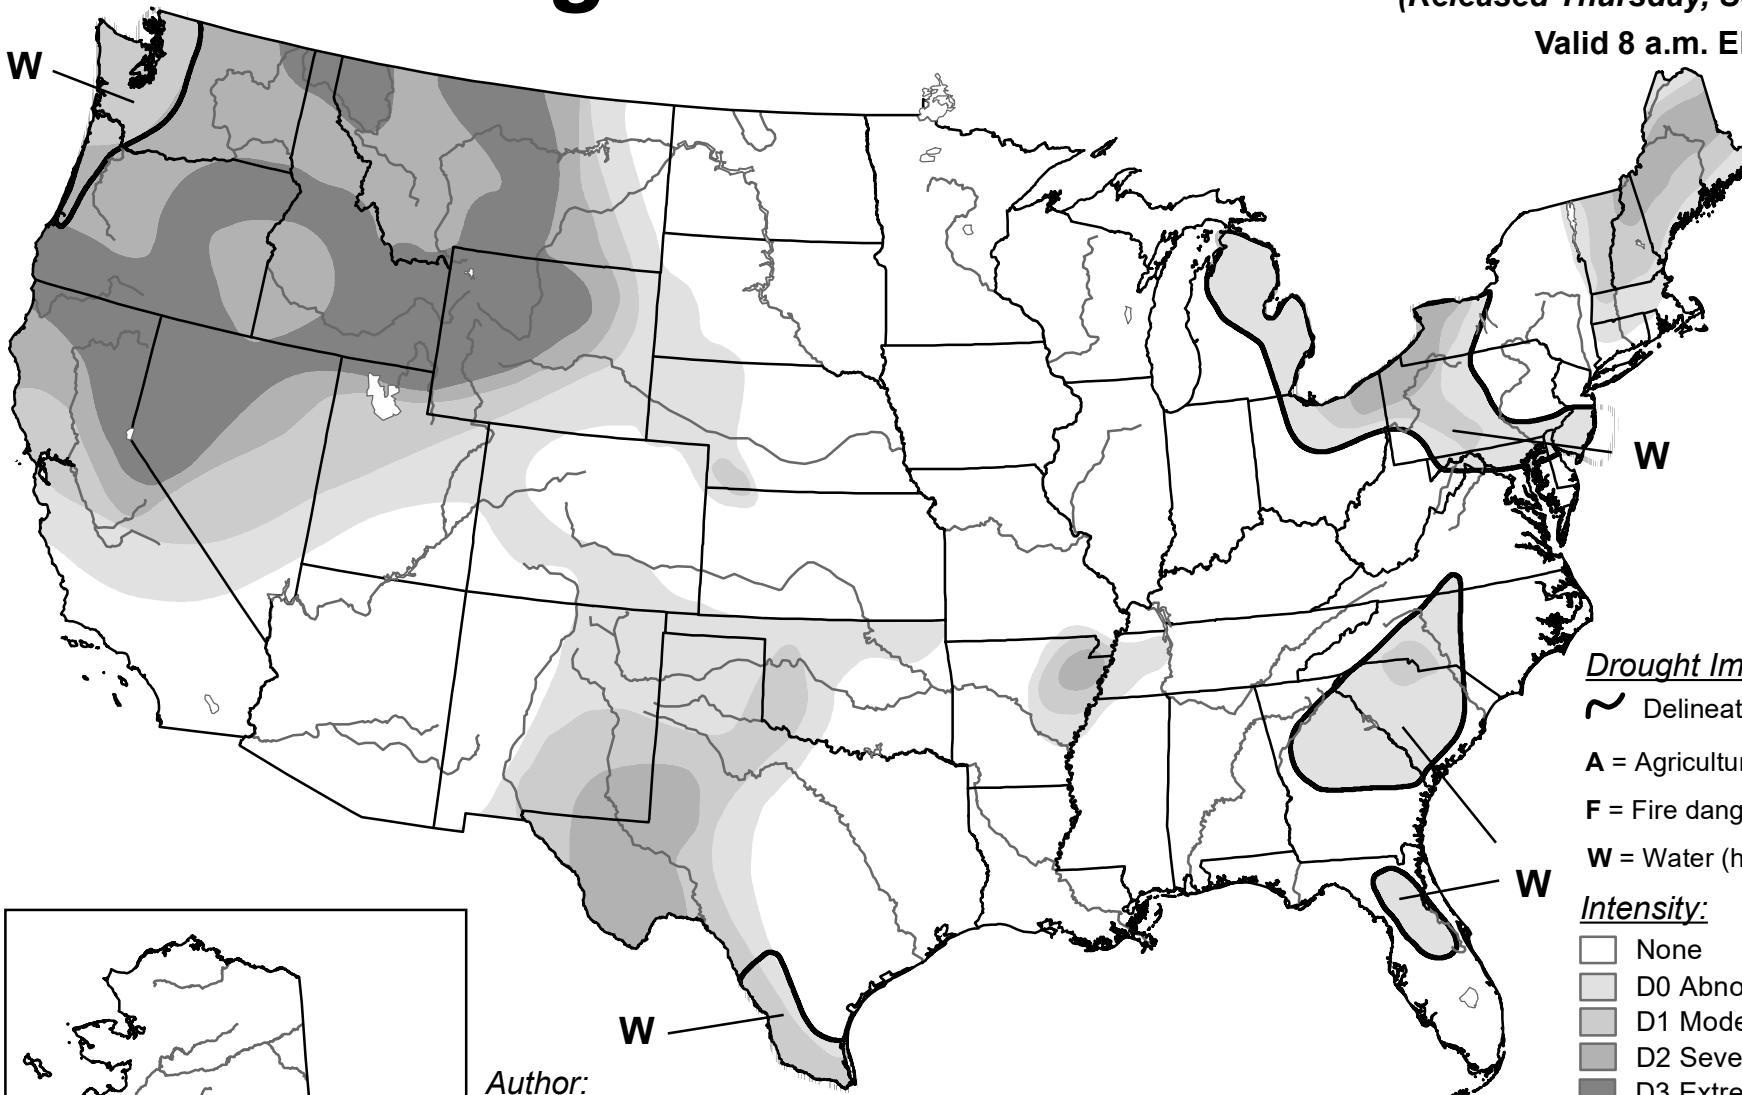 (Released Thursday,
Valid 8 a.m.
W
W
Drought
Delineat
A = Agricultur
F = Fire dang
W = Water (h
W
Intensity:
None
D0 Abno
D1 Mode
D2 Seve
D3 Extre
W
Author: